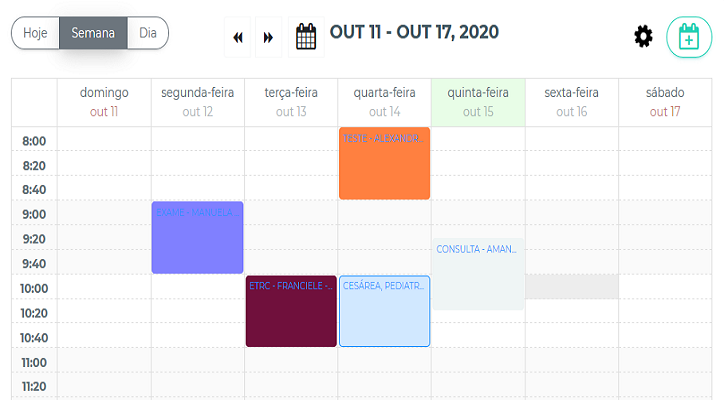 Hoje Semana Dia
OUT 11 - OUT 17, 2020
domingo segunda-feira terça-feira quarta-feira quinta-feira sexta-feira sábado
out 11 out 12 out 13 out 14 out 15 out 16 out 17
8:00 TESTE - ALEXANDR...
8:20
8:40
9:00 EXAME - MANUELA...
9:20
CONSULTA - AMAN...
9:40
10:00 ETRC - FRANCIELE -... CESÁREA, PEDIATR...
10:20
10:40
11:00
11:20